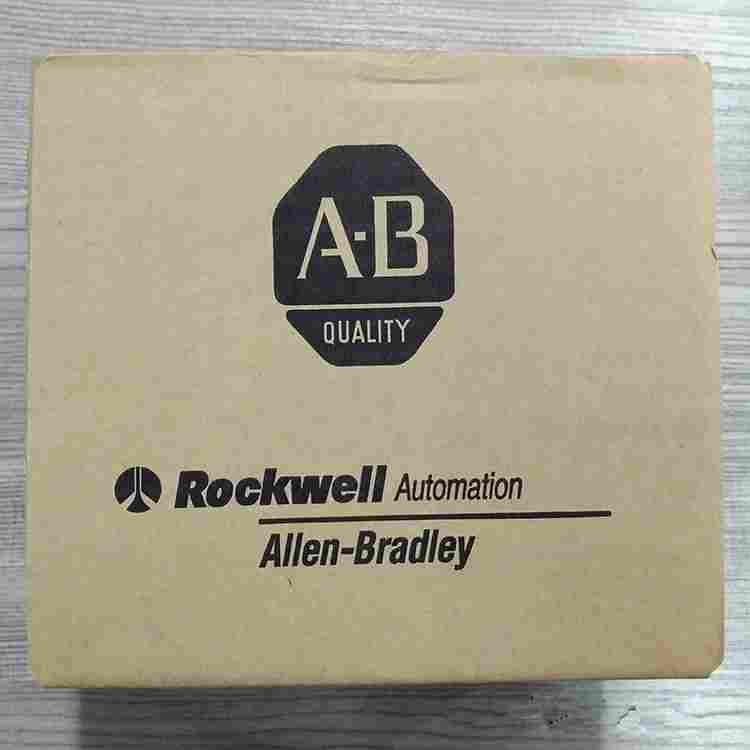 A·B
QUALITY
Rockwell Automation
Allen-Bradley